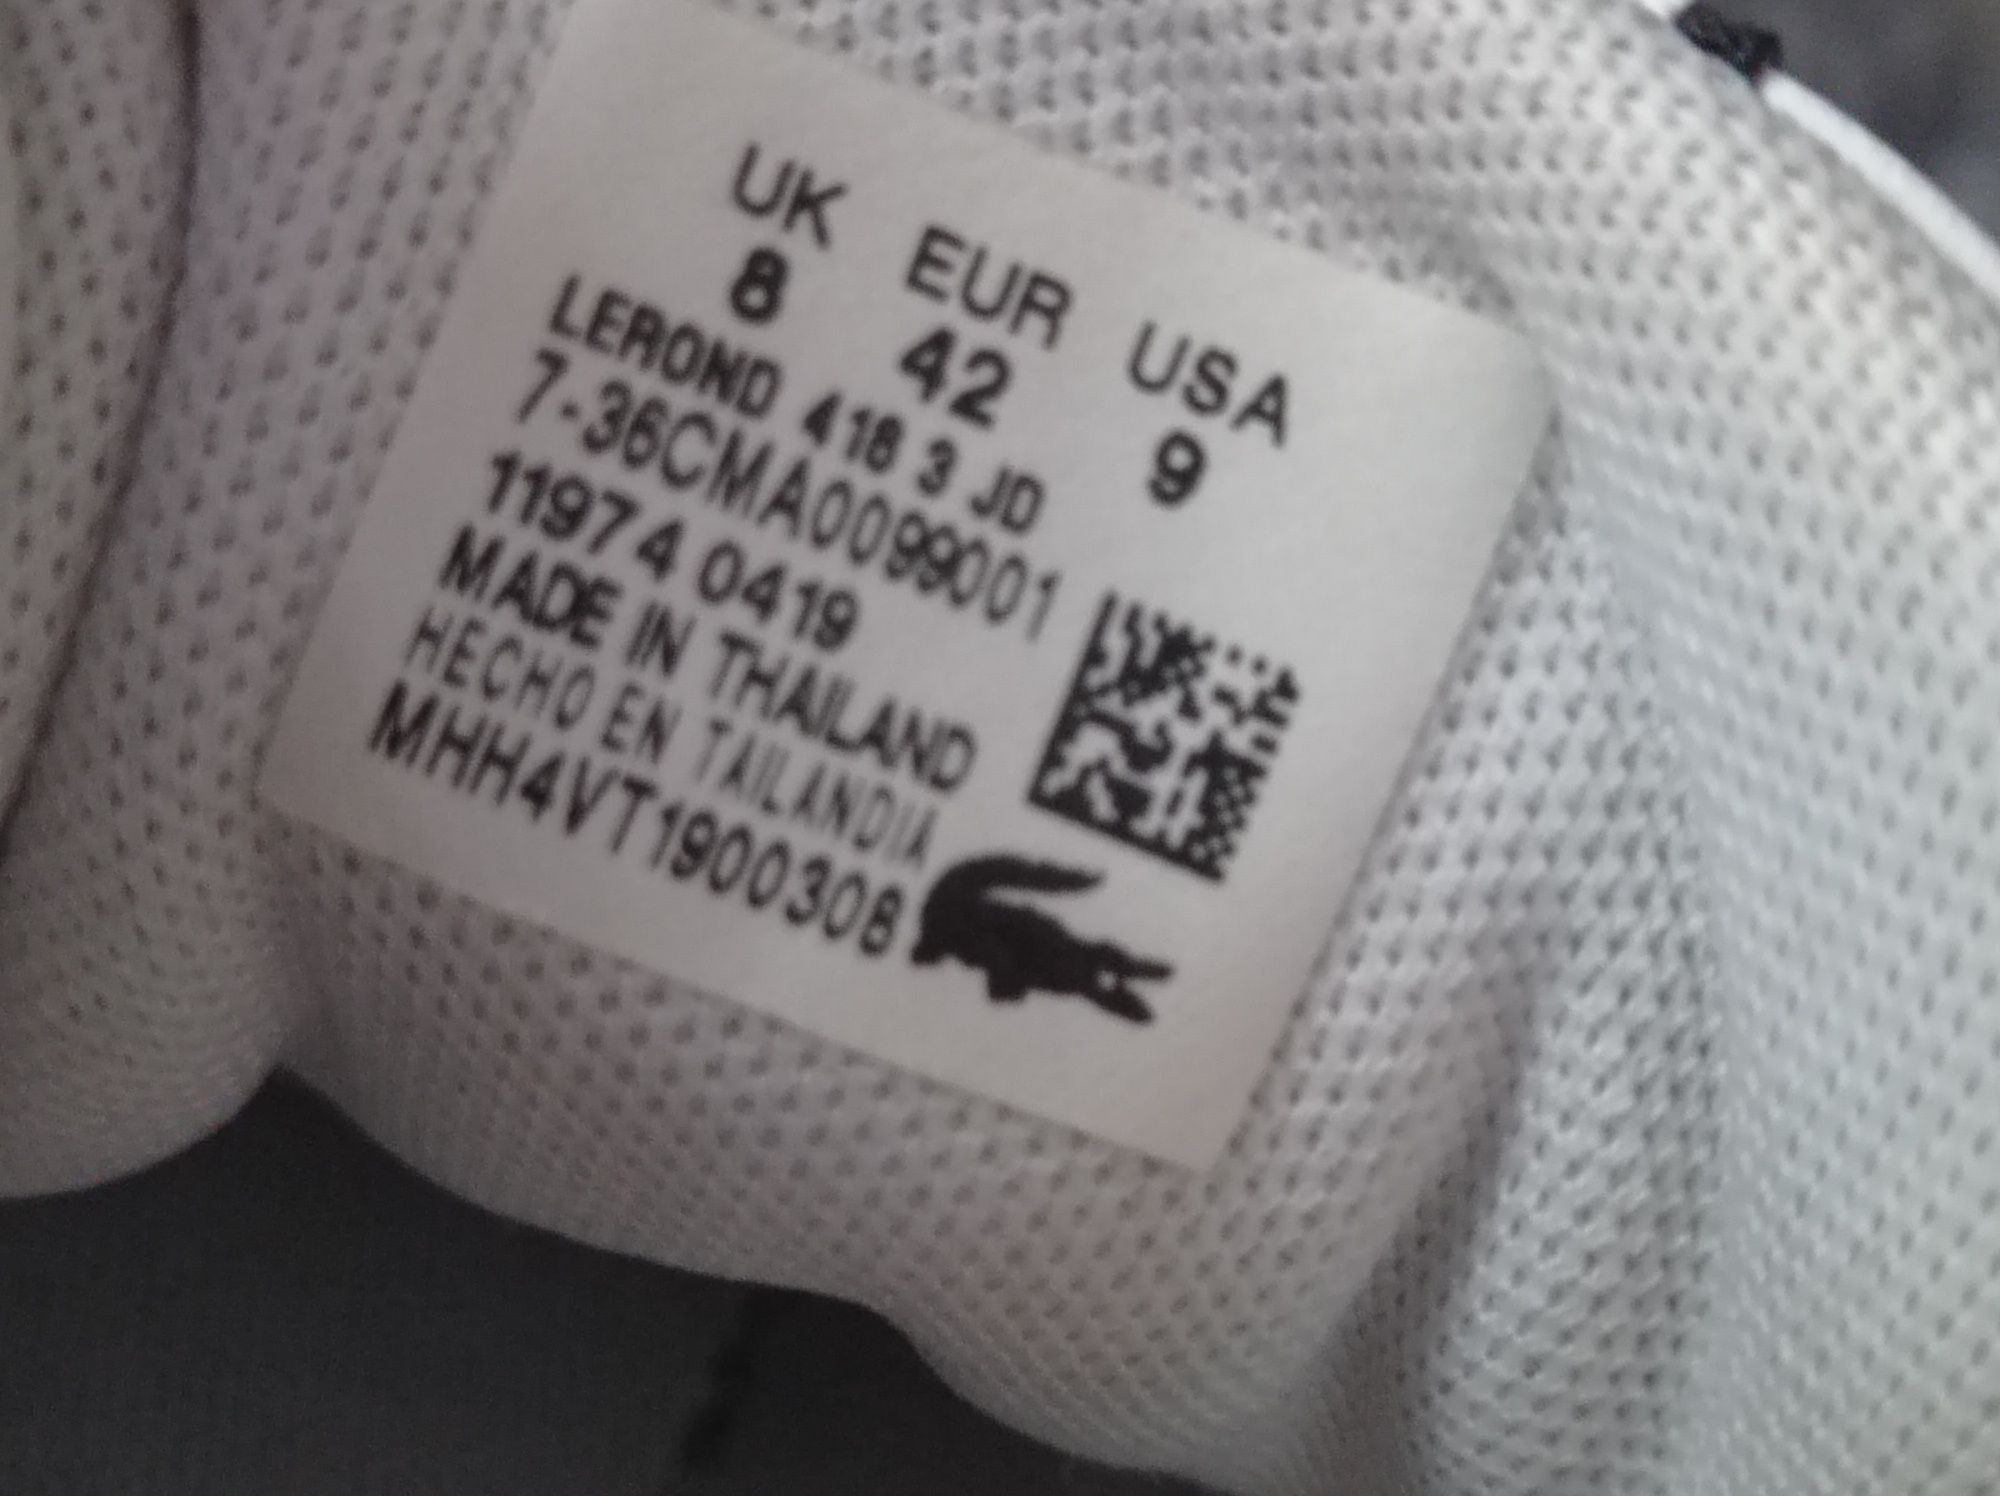 UK EUR USA
8 42 9
LEROND 418 3 JD
7-36CMA0099001
11974 0419
MADE IN THAILAND
HECHO EN TAILANDIA
MHH4VT1900308